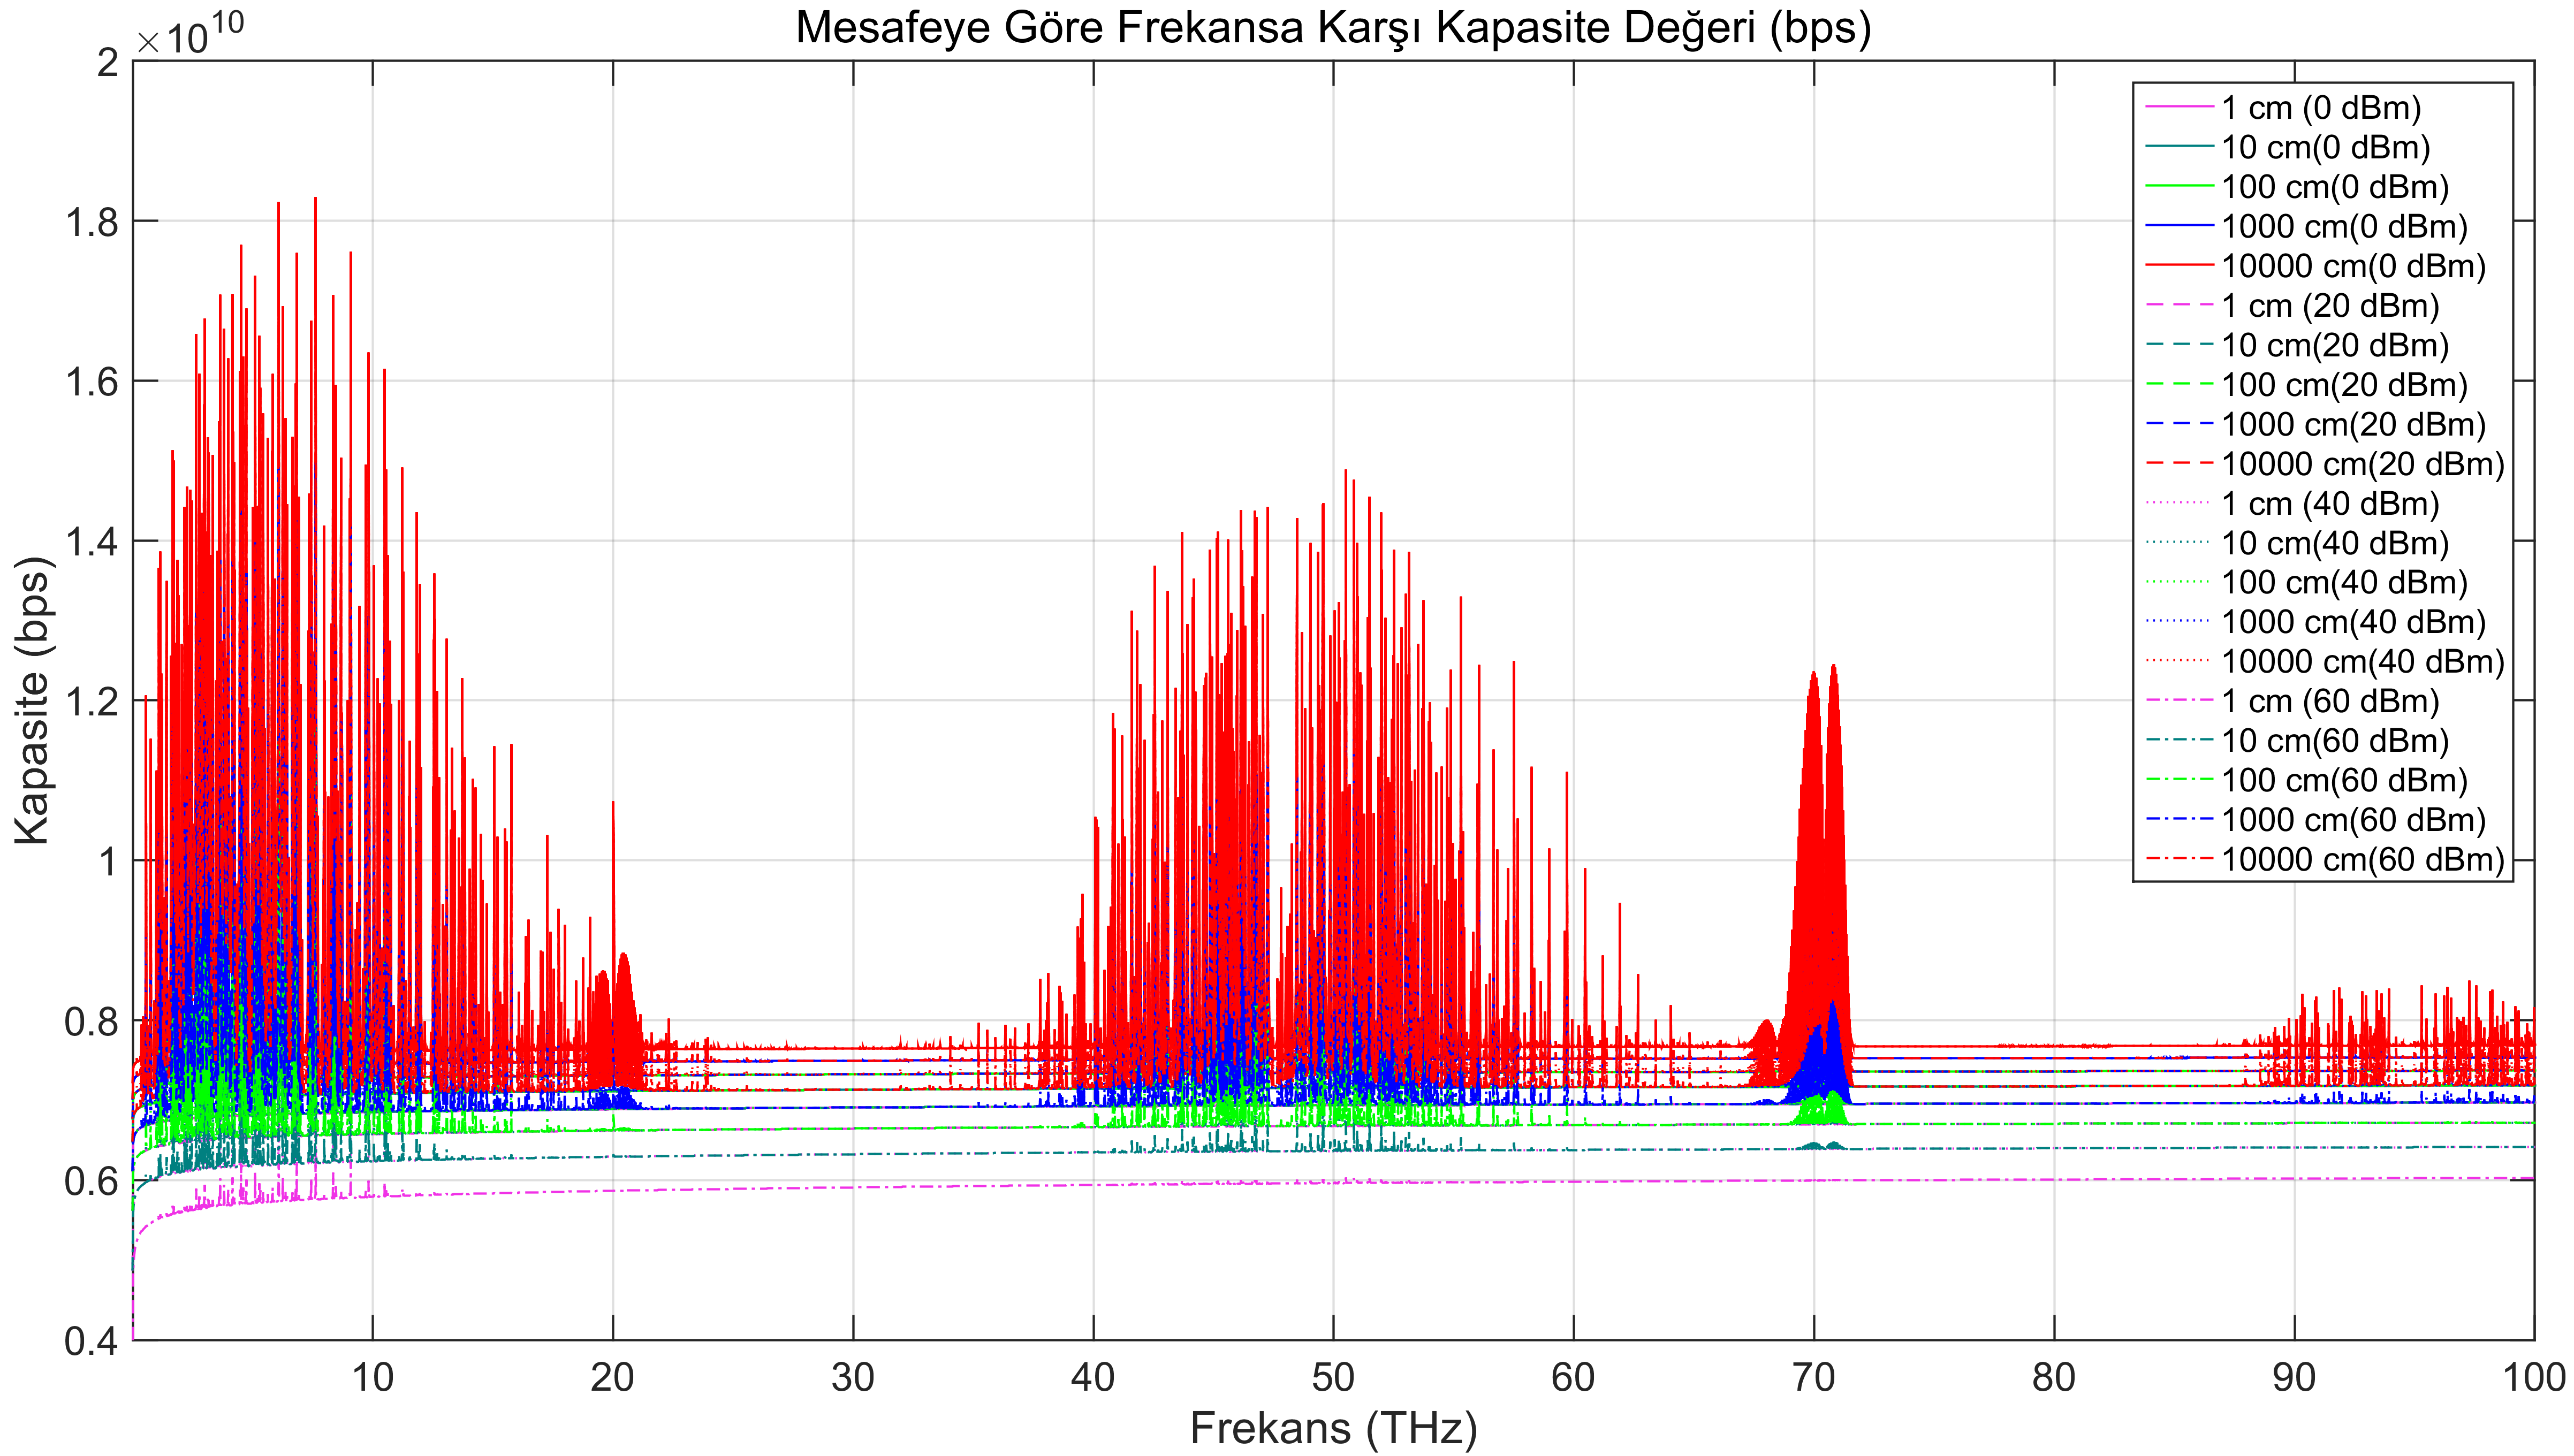 Mesafeye Göre Frekansa Karşı Kapasite Değeri (bps)
×10^10
2
1.8
1.6
1.4
1.2
1
0.8
0.6
0.4
Kapasite (bps)
10 20 30 40 50 60 70 80 90 100
Frekans (THz)
1 cm (0 dBm)
10 cm(0 dBm)
100 cm(0 dBm)
1000 cm(0 dBm)
10000 cm(0 dBm)
1 cm (20 dBm)
10 cm(20 dBm)
100 cm(20 dBm)
1000 cm(20 dBm)
10000 cm(20 dBm)
1 cm (40 dBm)
10 cm(40 dBm)
100 cm(40 dBm)
1000 cm(40 dBm)
10000 cm(40 dBm)
1 cm (60 dBm)
10 cm(60 dBm)
100 cm(60 dBm)
1000 cm(60 dBm)
10000 cm(60 dBm)